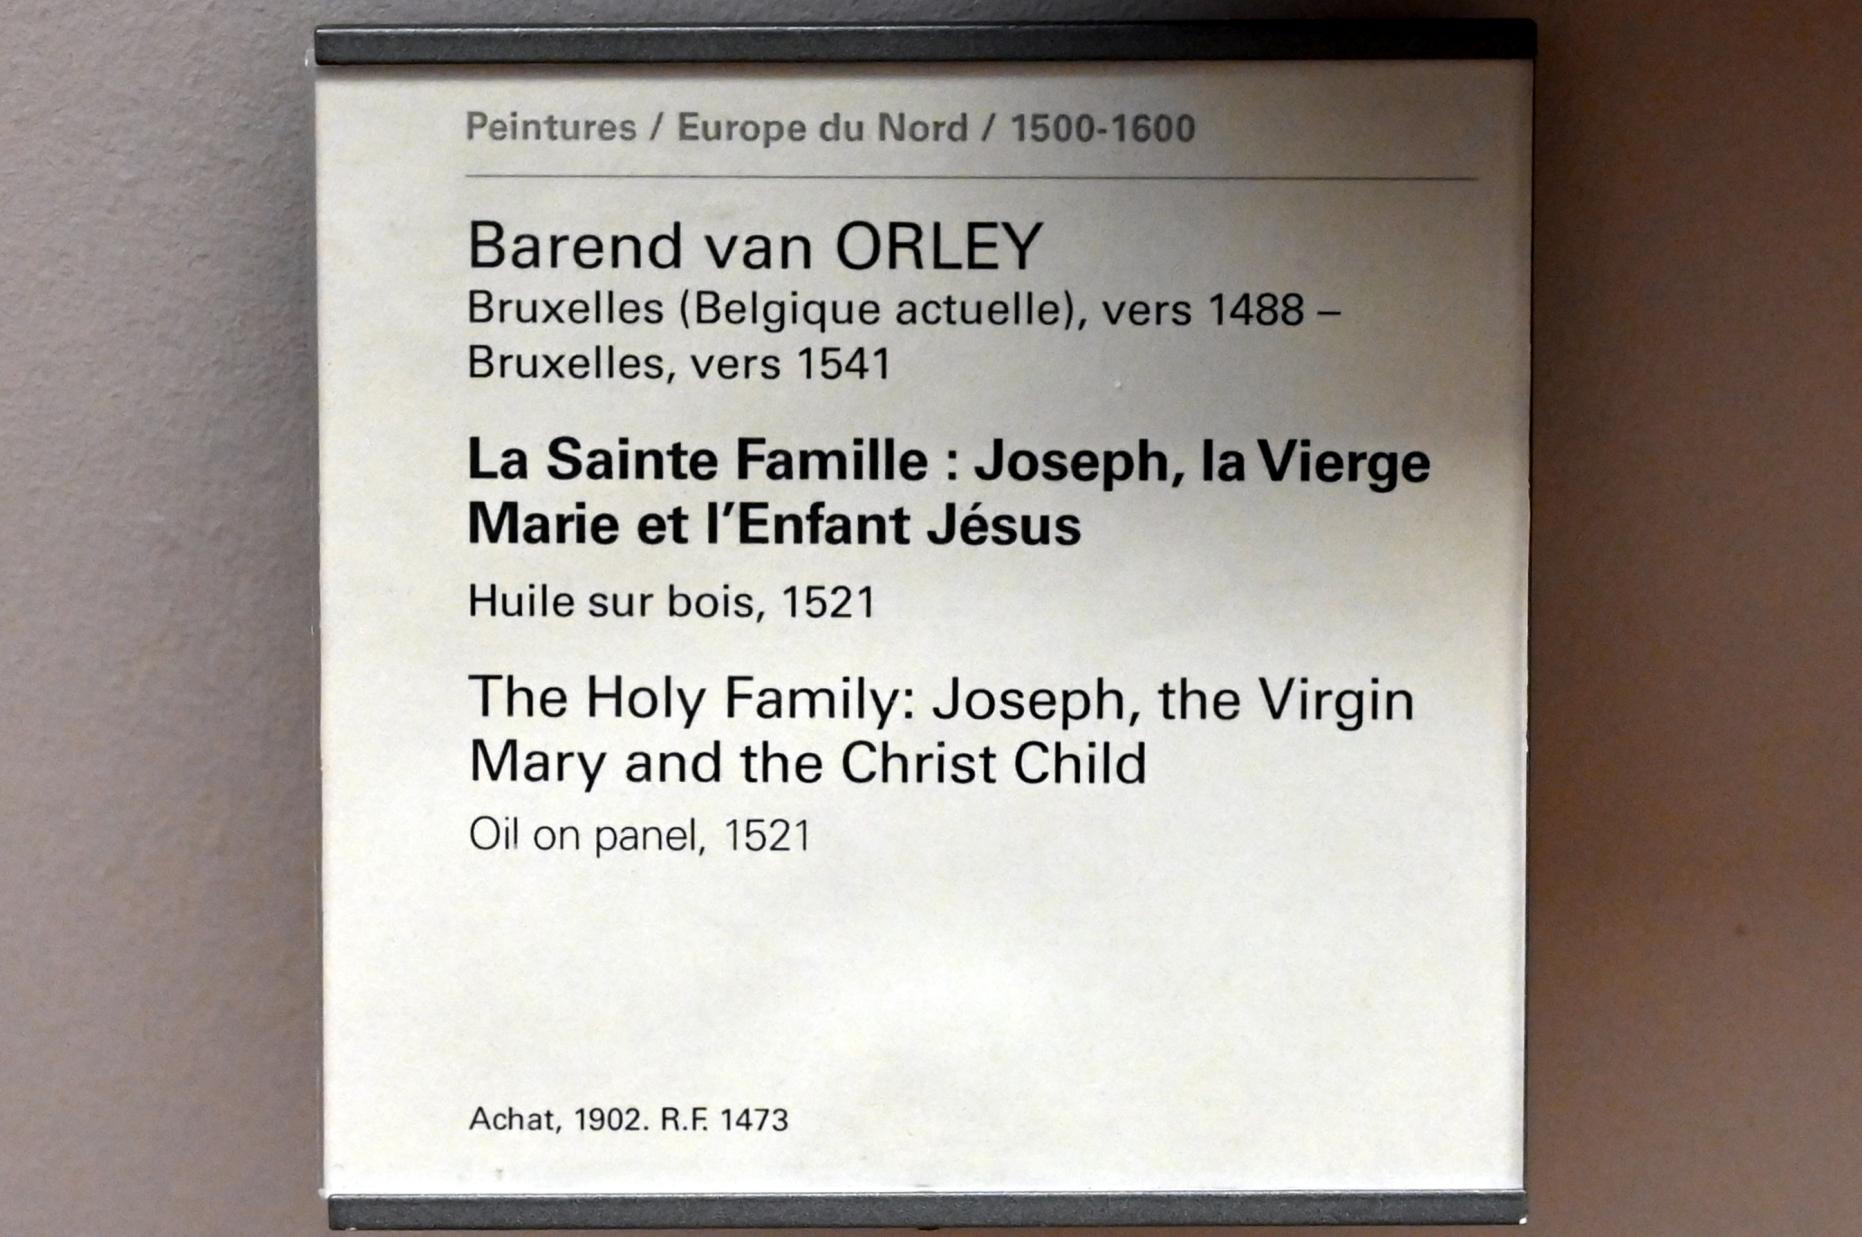 Peintures / Europe du Nord / 1500-1600
Barend van ORLEY
Bruxelles (Belgique actuelle), vers 1488 –
Bruxelles, vers 1541
La Sainte Famille : Joseph, la Vierge
Marie et l'Enfant Jésus
Huile sur bois, 1521
The Holy Family: Joseph, the Virgin
Mary and the Christ Child
Oil on panel, 1521
Achat, 1902. R.F. 1473